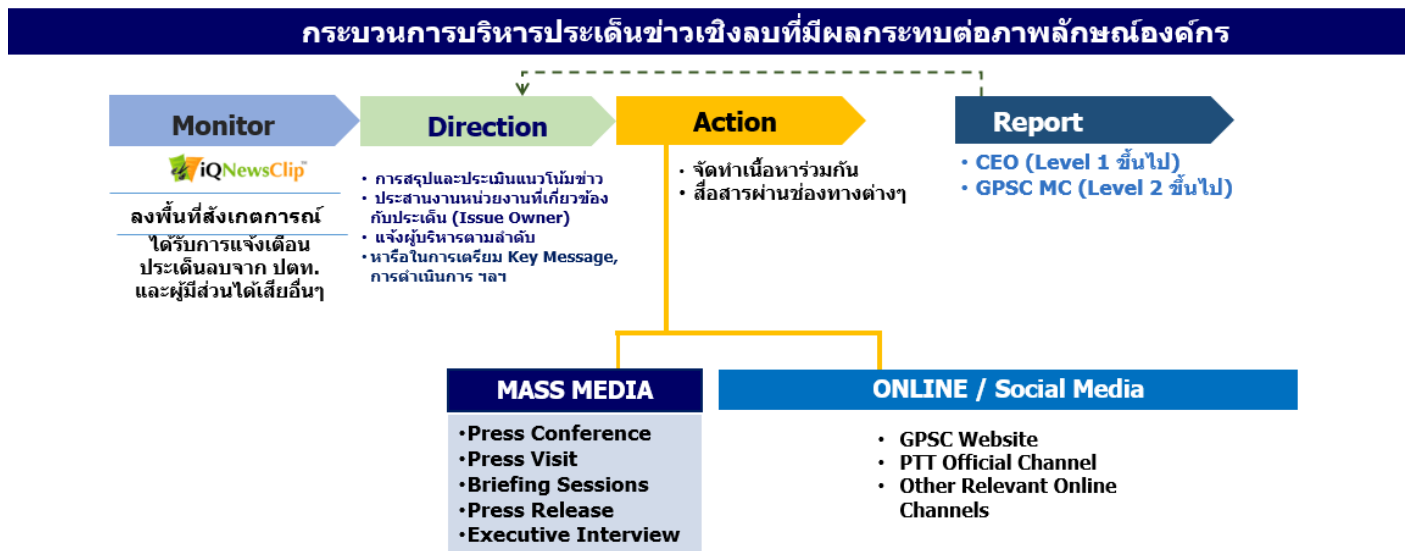 กระบวนการบริหารประเด็นข่าวเชิงลบที่มีผลกระทบต่อภาพลักษณ์องค์กร
Monitor
iQNewsClip™
ลงพื้นที่สังเกตการณ์
ได้รับการแจ้งเตือน
ประเด็นลบจาก ปตท.
และผู้มีส่วนได้เสียอื่นๆ
Direction
• การสรุปและประเมินแนวโน้มข่าว
• ประสานงานหน่วยงานที่เกี่ยวข้อง
กับประเด็น (Issue Owner)
• แจ้งผู้บริหารตามลำดับ
• หารือในการเตรียม Key Message,
การดำเนินการ ฯลฯ
Action
• จัดทำเนื้อหาร่วมกัน
• สื่อสารผ่านช่องทางต่างๆ
Report
• CEO (Level 1 ขึ้นไป)
• GPSC MC (Level 2 ขึ้นไป)
MASS MEDIA
•Press Conference
•Press Visit
•Briefing Sessions
•Press Release
•Executive Interview
ONLINE / Social Media
• GPSC Website
• PTT Official Channel
• Other Relevant Online
Channels